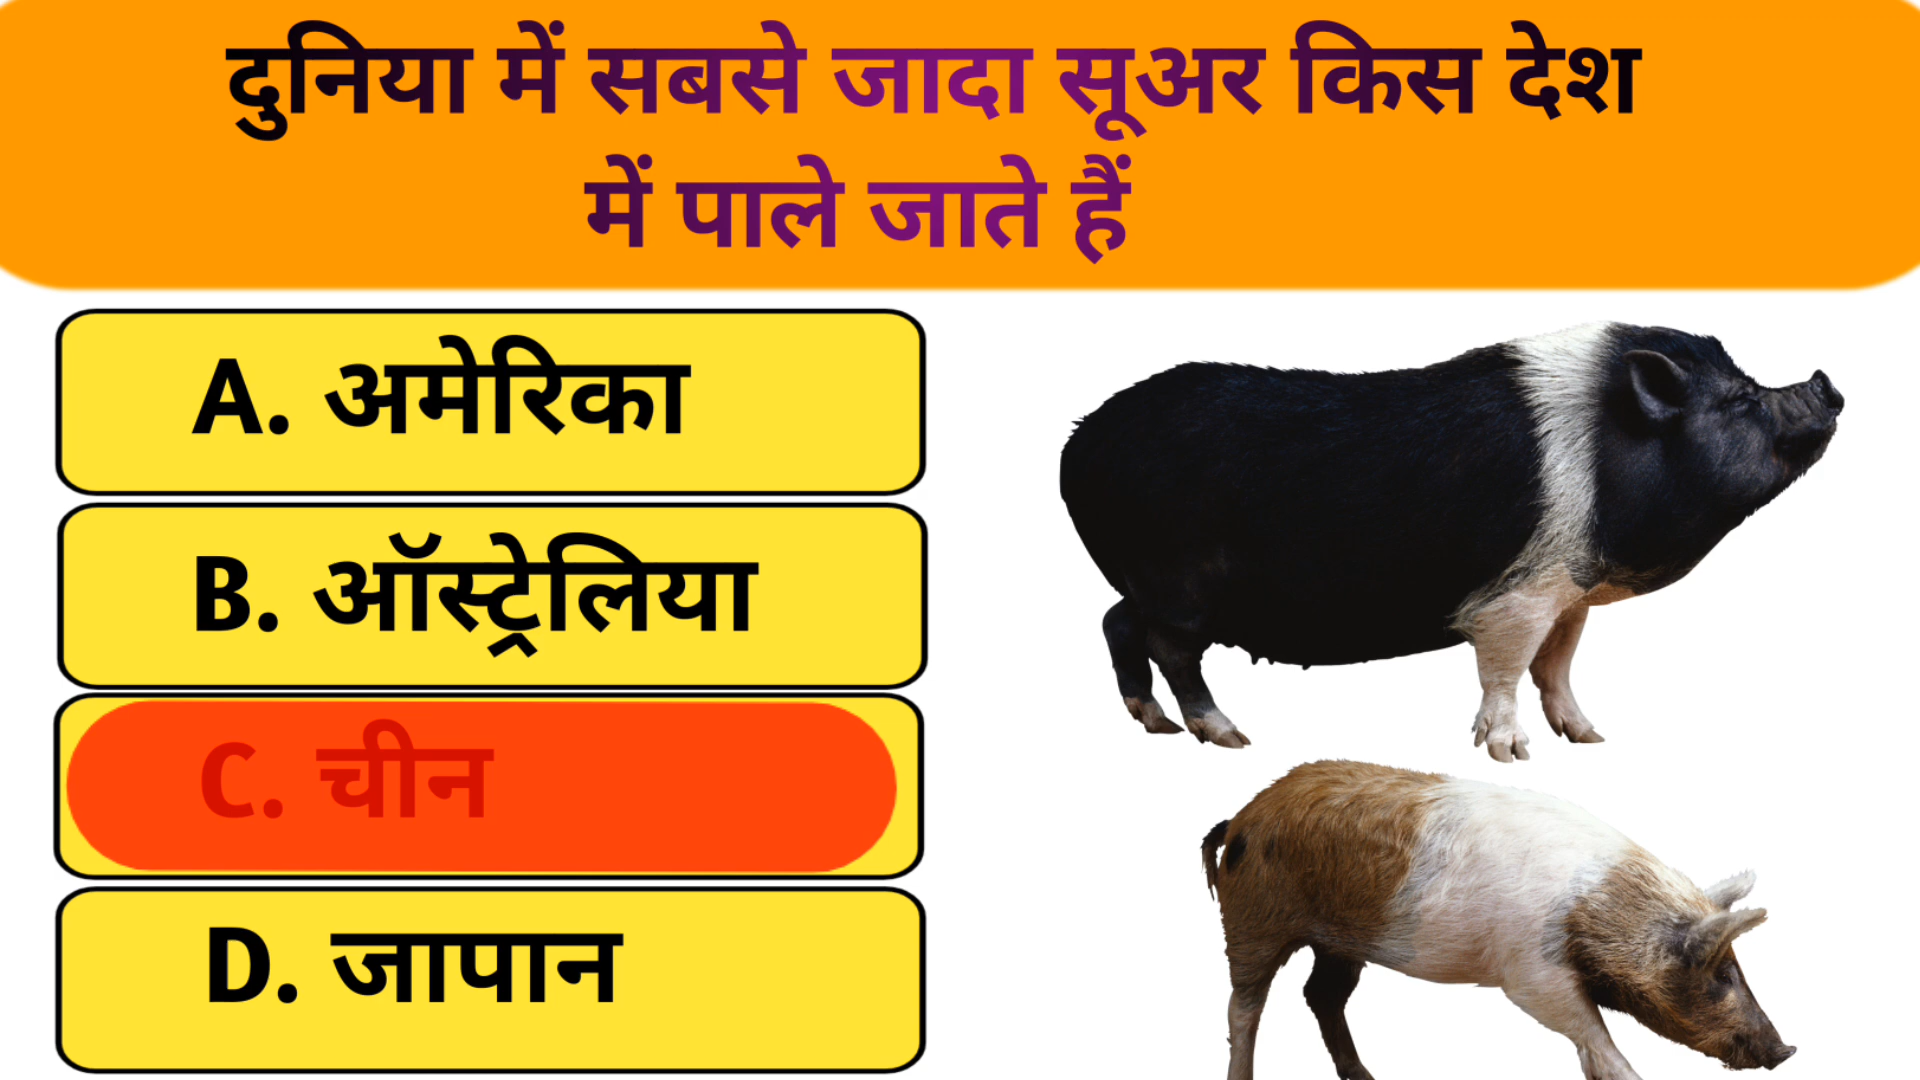 दुनिया में सबसे जादा सूअर किस देश
में पाले जाते हैं
A. अमेरिका
B. ऑस्ट्रेलिया
C. चीन
D. जापान